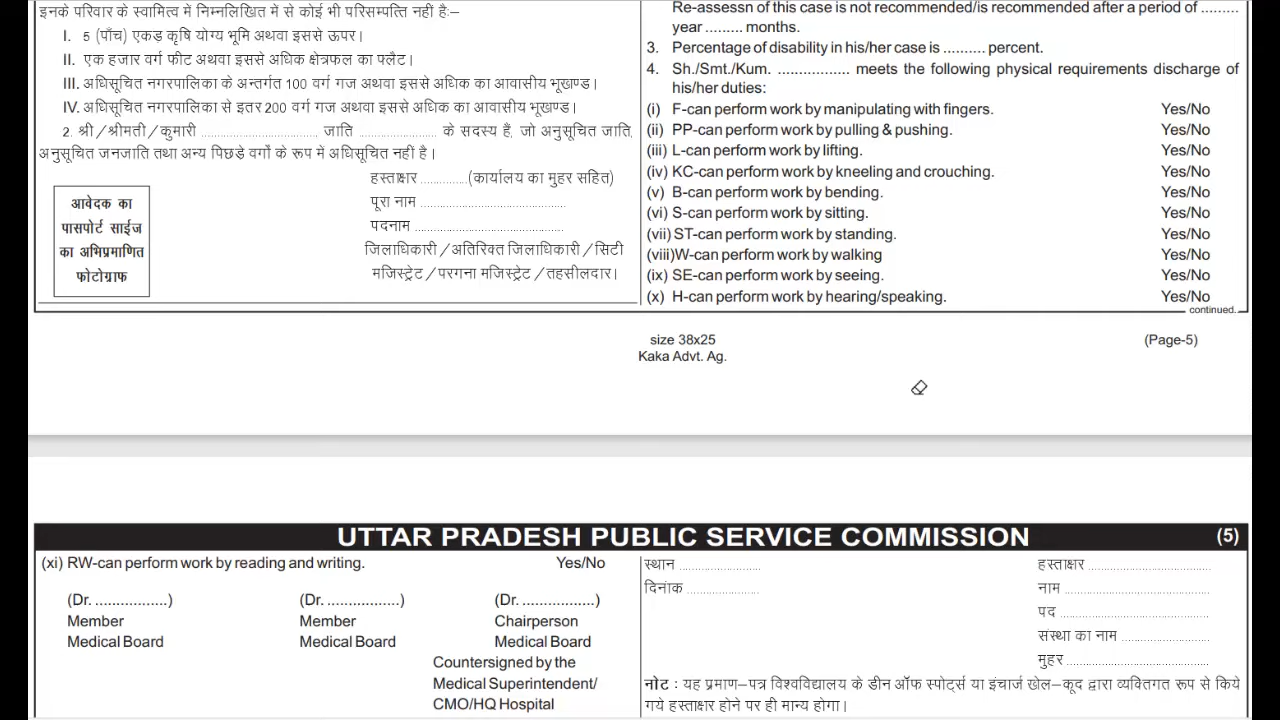 इनके परिवार के स्वामित्व में निम्नलिखित में से कोई भी परिसम्पत्ति नहीं है:–
I. 5 (पाँच) एकड़ कृषि योग्य भूमि अथवा इससे ऊपर।
II. एक हजार वर्ग फीट अथवा इससे अधिक क्षेत्रफल का फ्लैट।
III. अधिसूचित नगरपालिका के अन्तर्गत 100 वर्ग गज अथवा इससे अधिक का आवासीय भूखण्ड।
IV. अधिसूचित नगरपालिका से इतर 200 वर्ग गज अथवा इससे अधिक का आवासीय भूखण्ड।
2. श्री/श्रीमती/कुमारी .................................... जाति ........................ के सदस्य हैं, जो अनुसूचित जाति,
अनुसूचित जनजाति तथा अन्य पिछड़े वर्गों के रूप में अधिसूचित नहीं है।
हस्ताक्षर ..............(कार्यालय का मुहर सहित)
पूरा नाम .............................................
पदनाम ..............................................
जिलाधिकारी/अतिरिक्त जिलाधिकारी/सिटी
मजिस्ट्रेट/परगना मजिस्ट्रेट/तहसीलदार।
आवेदक का
पासपोर्ट साईज
का अभिप्रमाणित
फोटोग्राफ
Re-assessn of this case is not recommended/is recommended after a period of .........
year ......... months.
3. Percentage of disability in his/her case is .......... percent.
4. Sh./Smt./Kum. ................. meets the following physical requirements discharge of
his/her duties:
(i) F-can perform work by manipulating with fingers. Yes/No
(ii) PP-can perform work by pulling & pushing. Yes/No
(iii) L-can perform work by lifting. Yes/No
(iv) KC-can perform work by kneeling and crouching. Yes/No
(v) B-can perform work by bending. Yes/No
(vi) S-can perform work by sitting. Yes/No
(vii) ST-can perform work by standing. Yes/No
(viii)W-can perform work by walking Yes/No
(ix) SE-can perform work by seeing. Yes/No
(x) H-can perform work by hearing/speaking. Yes/No
continued.
size 38x25 (Page-5)
Kaka Advt. Ag.
UTTAR PRADESH PUBLIC SERVICE COMMISSION (5)
(xi) RW-can perform work by reading and writing. Yes/No
(Dr. .................) (Dr. .................) (Dr. .................)
Member Member Chairperson
Medical Board Medical Board Medical Board
Countersigned by the
Medical Superintendent/
CMO/HQ Hospital
स्थान ......................... हस्ताक्षर ......................................
दिनांक ...................... नाम .............................................
पद ..............................................
संस्था का नाम ...........................
मुहर ............................................
नोट : यह प्रमाण–पत्र विश्वविद्यालय के डीन ऑफ स्पोर्ट्स या इंचार्ज खेल–कूद द्वारा व्यक्तिगत रूप से किये
गये हस्ताक्षर होने पर ही मान्य होगा।